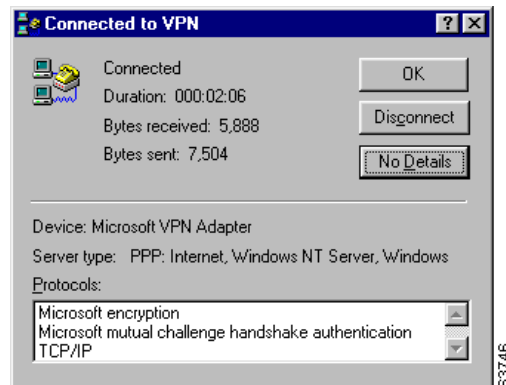 Connected to VPN
Connected
Duration: 000:02:06
Bytes received: 5,888
Bytes sent: 7,504
OK
Disconnect
No Details
Device: Microsoft VPN Adapter
Server type: PPP: Internet, Windows NT Server, Windows
Protocols:
Microsoft encryption
Microsoft mutual challenge handshake authentication
TCP/IP
63746